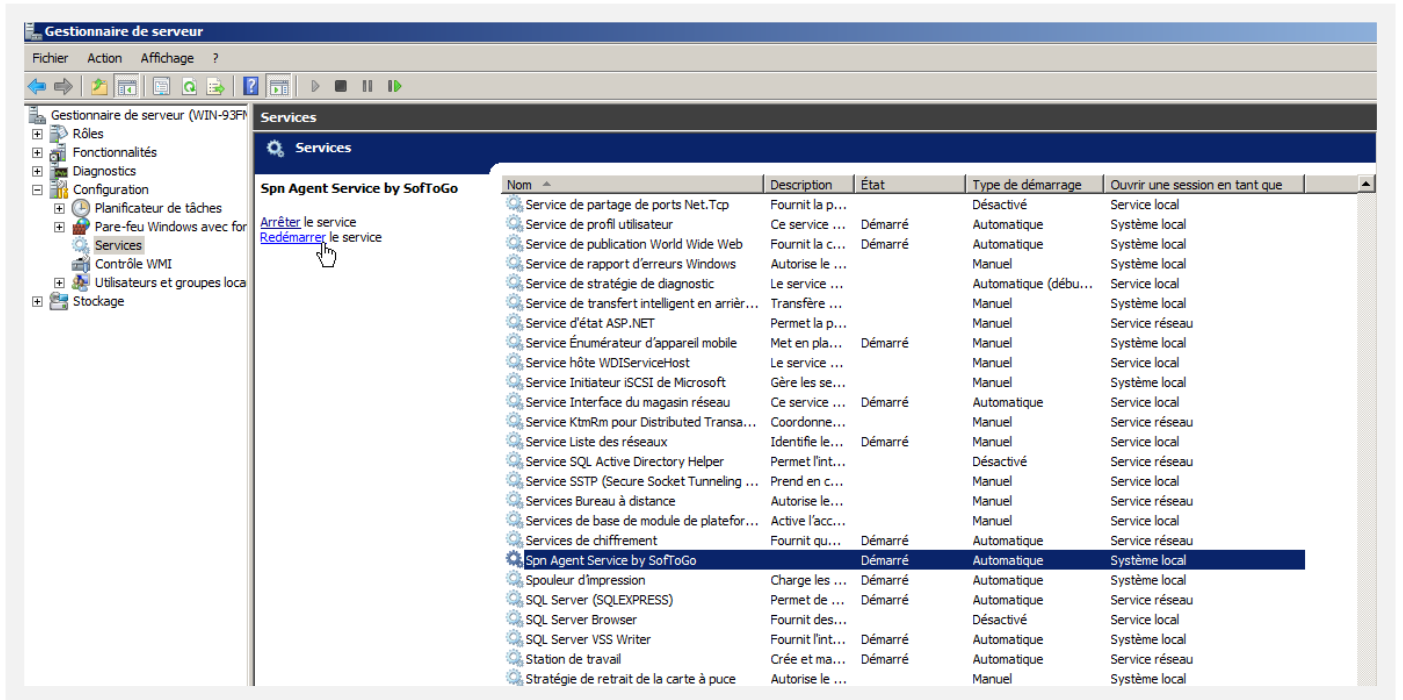 Gestionnaire de serveur
Fichier Action Affichage ?
Gestionnaire de serveur (WIN-93FN
Rôles
Fonctionnalités
Diagnostics
Configuration
Planificateur de tâches
Pare-feu Windows avec for
Services
Contrôle WMI
Utilisateurs et groupes loca
Stockage
Services
Services
Spn Agent Service by SofToGo
Arrêter le service
Redémarrer le service
Nom Description État Type de démarrage Ouvrir une session en tant que
Service de partage de ports Net.Tcp Fournit la p... Désactivé Service local
Service de profil utilisateur Ce service ... Démarré Automatique Système local
Service de publication World Wide Web Fournit la c... Démarré Automatique Système local
Service de rapport d'erreurs Windows Autorise le ... Manuel Système local
Service de stratégie de diagnostic Le service ... Automatique (débu... Service local
Service de transfert intelligent en arrièr... Transfère ... Manuel Système local
Service d'état ASP.NET Permet la p... Manuel Service réseau
Service Énumérateur d'appareil mobile Met en pla... Démarré Manuel Système local
Service hôte WDIServiceHost Le service ... Manuel Service local
Service Initiateur iSCSI de Microsoft Gère les se... Manuel Système local
Service Interface du magasin réseau Ce service ... Démarré Automatique Service local
Service KtmRm pour Distributed Transa... Coordonne... Manuel Service réseau
Service Liste des réseaux Identifie le... Démarré Manuel Service local
Service SQL Active Directory Helper Permet l'int... Désactivé Service réseau
Service SSTP (Secure Socket Tunneling ... Prend en c... Manuel Service local
Services Bureau à distance Autorise le... Manuel Service réseau
Services de base de module de platefor... Active l'acc... Manuel Service local
Services de chiffrement Fournit qu... Démarré Automatique Service réseau
Spn Agent Service by SofToGo Démarré Automatique Système local
Spouleur d'impression Charge les ... Démarré Automatique Système local
SQL Server (SQLEXPRESS) Permet de ... Démarré Automatique Service réseau
SQL Server Browser Fournit des... Désactivé Service local
SQL Server VSS Writer Fournit l'int... Démarré Automatique Système local
Station de travail Crée et ma... Démarré Automatique Service réseau
Stratégie de retrait de la carte à puce Autorise le ... Manuel Système local